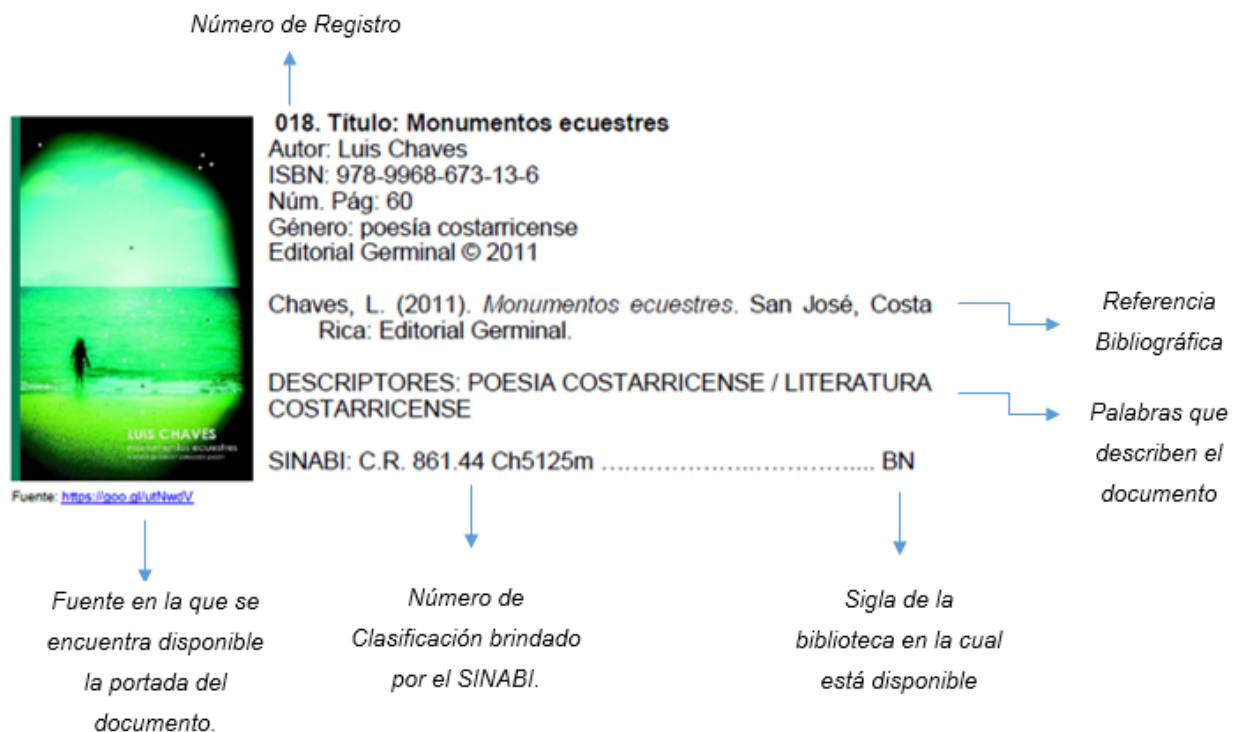 Número de Registro
018. Título: Monumentos ecuestres
Autor: Luis Chaves
ISBN: 978-9968-673-13-6
Núm. Pág: 60
Género: poesía costarricense
Editorial Germinal © 2011
Chaves, L. (2011). Monumentos ecuestres. San José, Costa
Rica: Editorial Germinal.
Referencia
Bibliográfica
DESCRIPTORES: POESIA COSTARRICENSE / LITERATURA
COSTARRICENSE
Palabras que
describen el
documento
SINABI: C.R. 861.44 Ch5125m ................................... BN
LUIS CHAVES
monumentos ecuestres
Fuente: https://goo.gl/utNwdV
Fuente en la que se
encuentra disponible
la portada del
documento.
Número de
Clasificación brindado
por el SINABI.
Sigla de la
biblioteca en la cual
está disponible